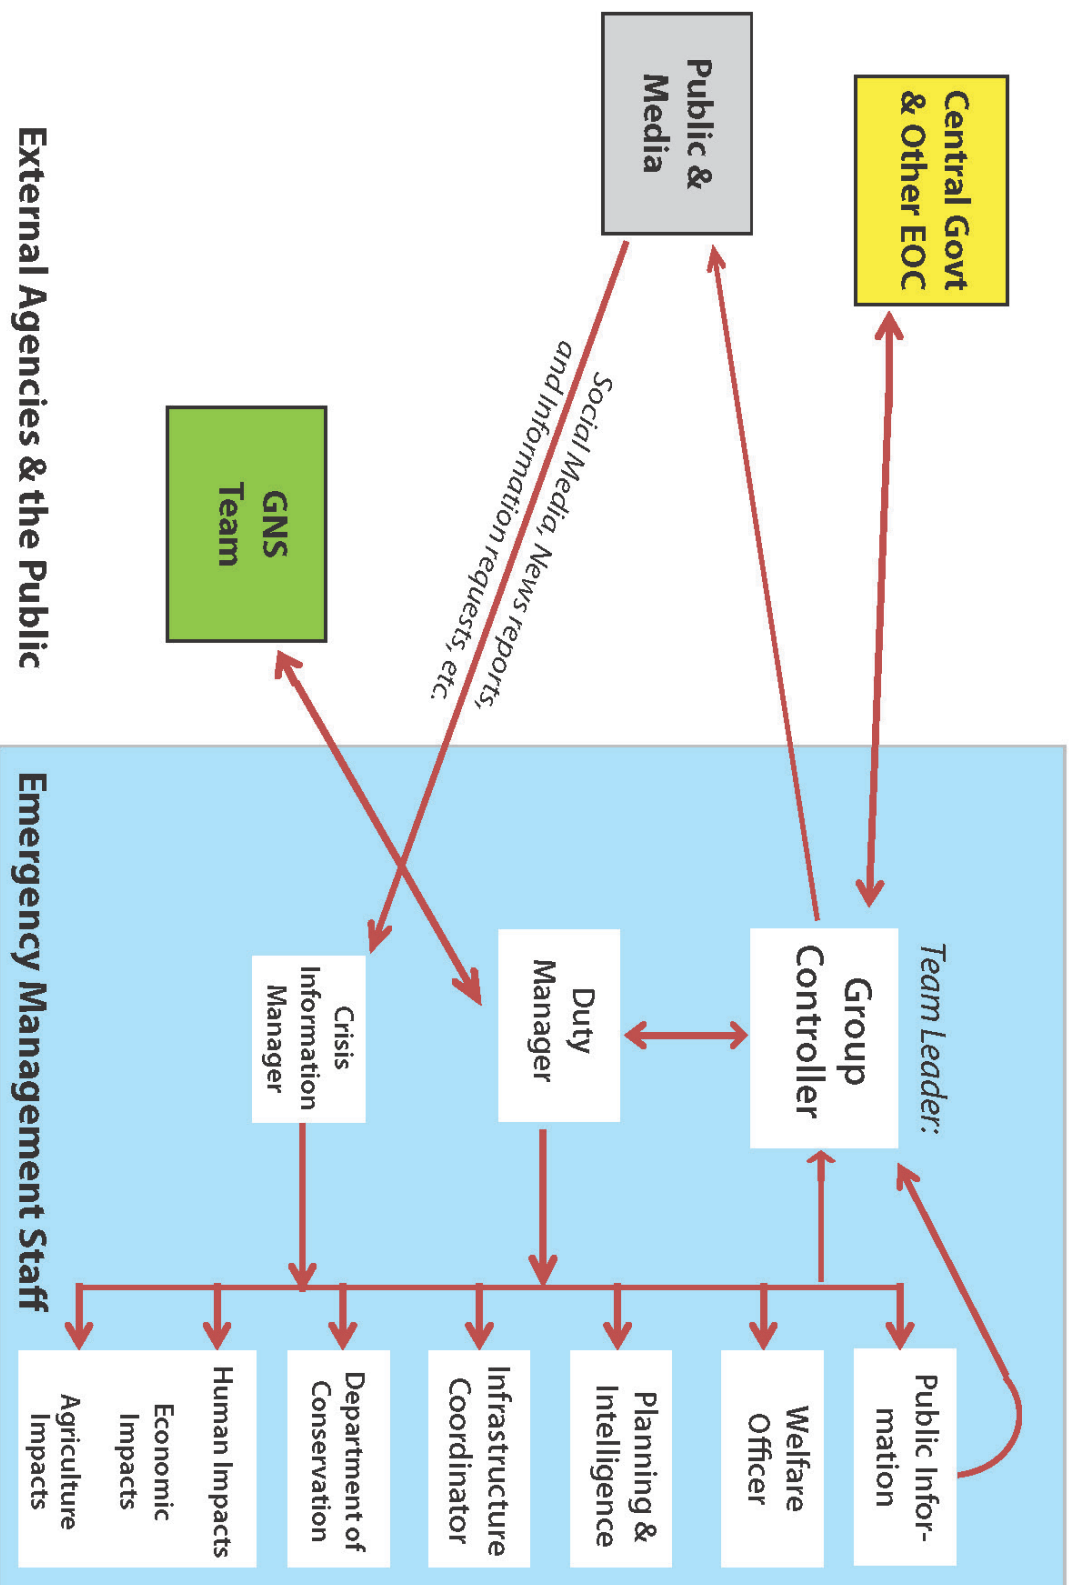 Central Govt
& Other EOC
Public &
Media
GNS
Team
External Agencies & the Public
Social Media, News reports,
and Information requests, etc.
Team Leader:
Group
Controller
Duty
Manager
Crisis
Information
Manager
Public Infor-
mation
Welfare
Officer
Planning &
Intelligence
Infrastructure
Coordinator
Department of
Conservation
Human Impacts
Economic
Impacts
Agriculture
Impacts
Emergency Management Staff